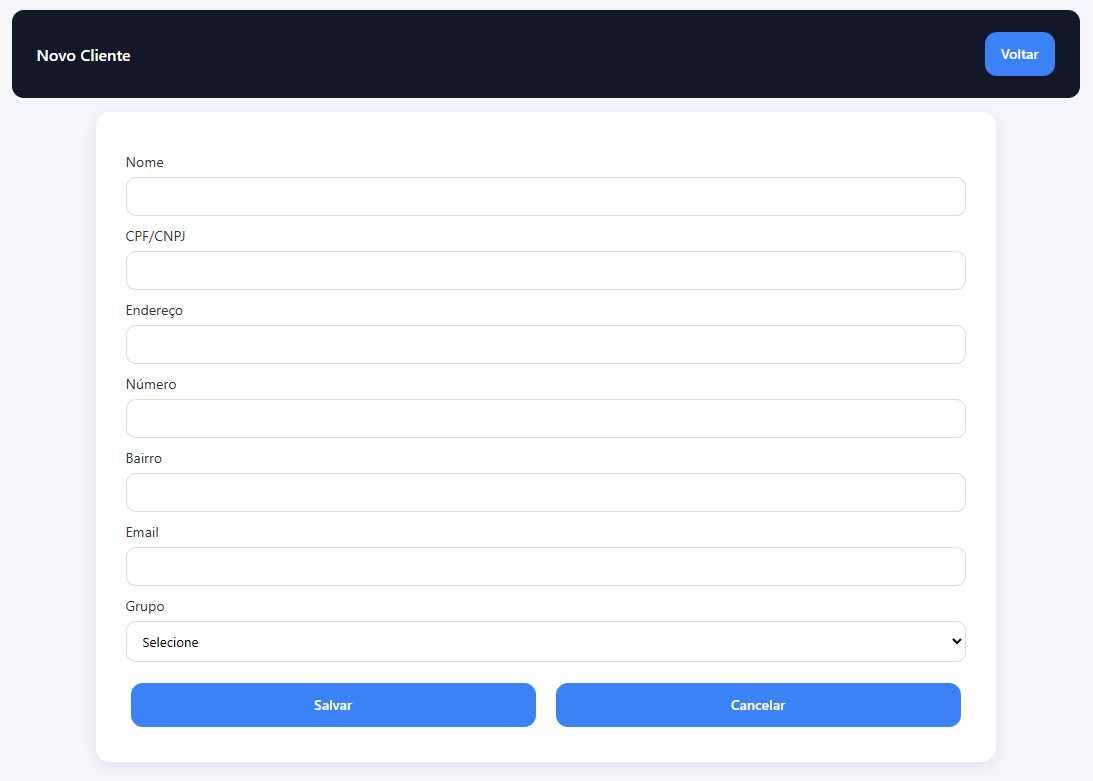 Novo Cliente
Voltar
Nome
CPF/CNPJ
Endereço
Número
Bairro
Email
Grupo
Selecione
Salvar
Cancelar